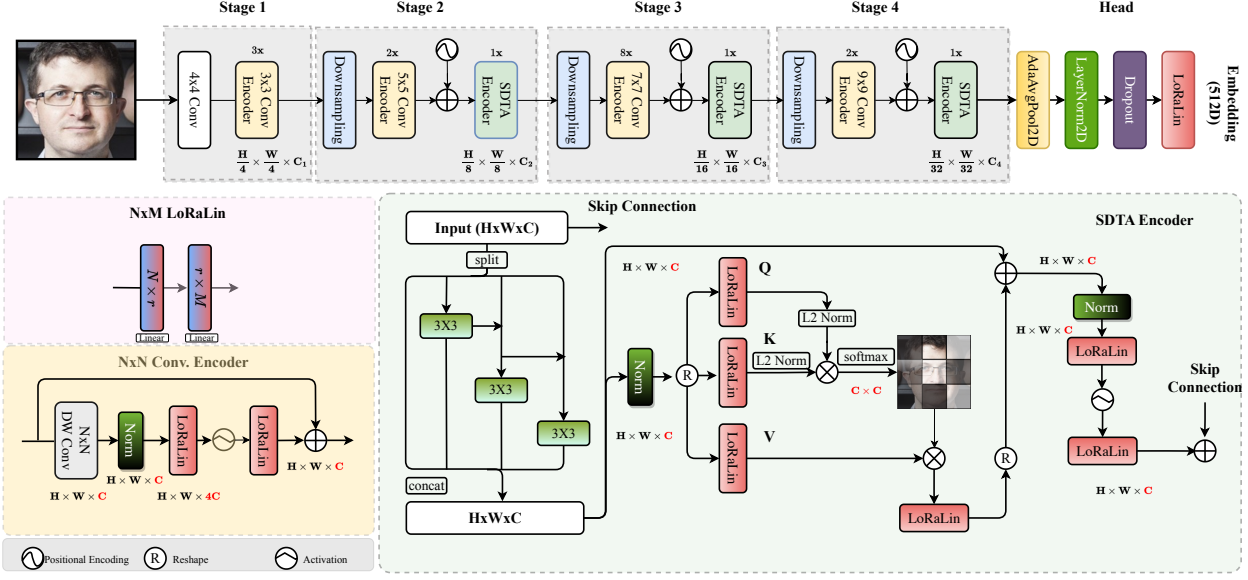 Stage 1
Stage 2
Stage 3
Stage 4
Head
4x4 Conv
3x
3x3 Conv
Encoder
H/4 × W/4 × C₁
Downsampling
2x
5x5 Conv
Encoder
1x
SDTA
Encoder
H/8 × W/8 × C₂
Downsampling
8x
7x7 Conv
Encoder
1x
SDTA
Encoder
H/16 × W/16 × C₃
Downsampling
2x
9x9 Conv
Encoder
1x
SDTA
Encoder
H/32 × W/32 × C₄
AdaAvgPool2D
LayerNorm2D
Dropout
LoRaLin
Embedding
(512D)
NxM LoRaLin
N × r
r × M
Linear
Linear
NxN Conv. Encoder
NxN
DW Conv
Norm
LoRaLin
LoRaLin
H × W × C
H × W × C
H × W × 4C
H × W × C
Positional Encoding
R
Reshape
Activation
Skip Connection
SDTA Encoder
Input (HxWxC)
split
3X3
3X3
3X3
concat
HxWxC
H × W × C
Norm
H × W × C
R
LoRaLin
Q
L2 Norm
LoRaLin
K
L2 Norm
softmax
C × C
LoRaLin
V
LoRaLin
R
H × W × C
Norm
H × W × C
LoRaLin
LoRaLin
H × W × C
Skip
Connection